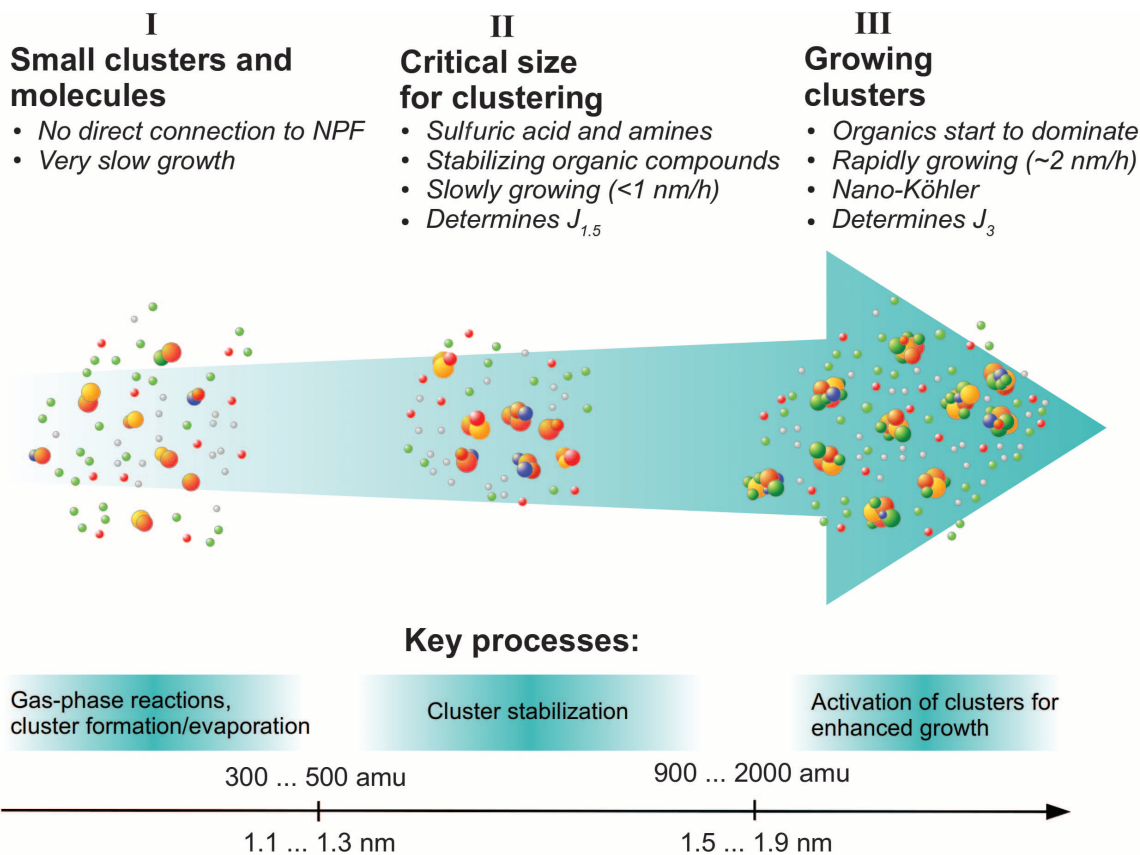 I
Small clusters and
molecules
• No direct connection to NPF
• Very slow growth
II
Critical size
for clustering
• Sulfuric acid and amines
• Stabilizing organic compounds
• Slowly growing (<1 nm/h)
• Determines J1.5
III
Growing
clusters
• Organics start to dominate
• Rapidly growing (~2 nm/h)
• Nano-Köhler
• Determines J3
Key processes:
Gas-phase reactions,
cluster formation/evaporation
Cluster stabilization
Activation of clusters for
enhanced growth
300 ... 500 amu
900 ... 2000 amu
1.1 ... 1.3 nm
1.5 ... 1.9 nm